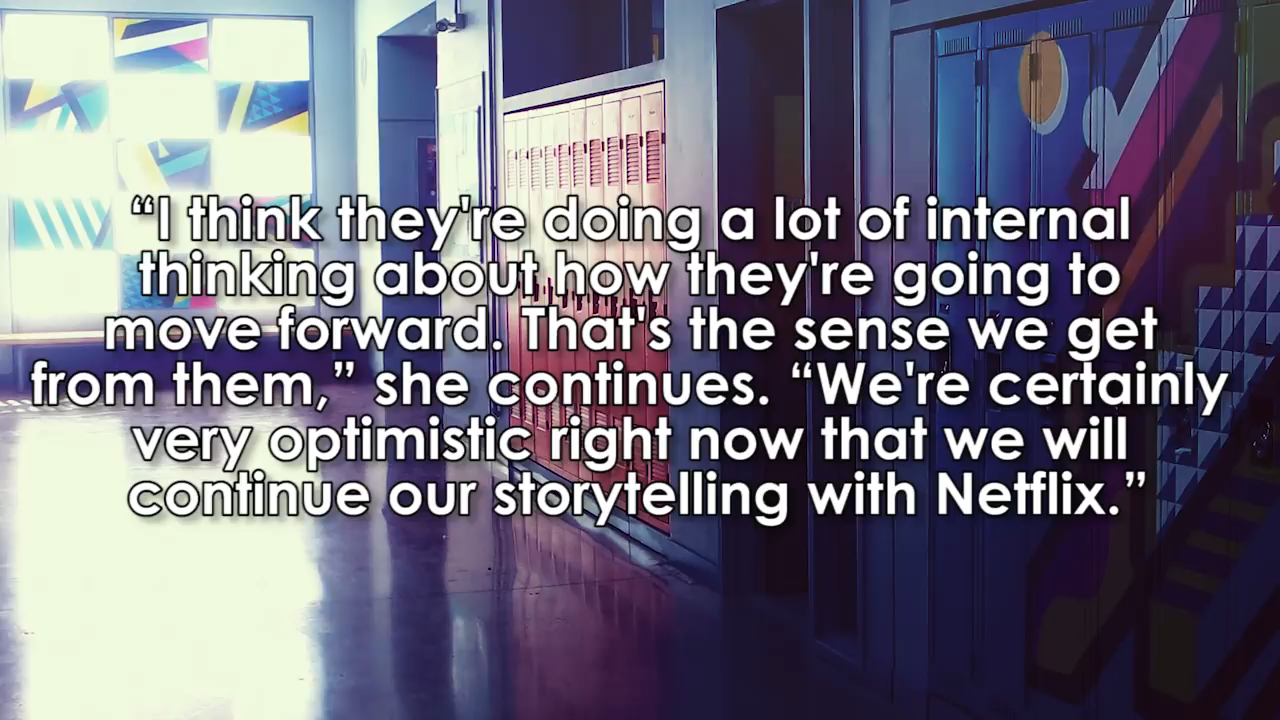 “I think they're doing a lot of internal
thinking about how they're going to
move forward. That's the sense we get
from them,” she continues. “We're certainly
very optimistic right now that we will
continue our storytelling with Netflix.”